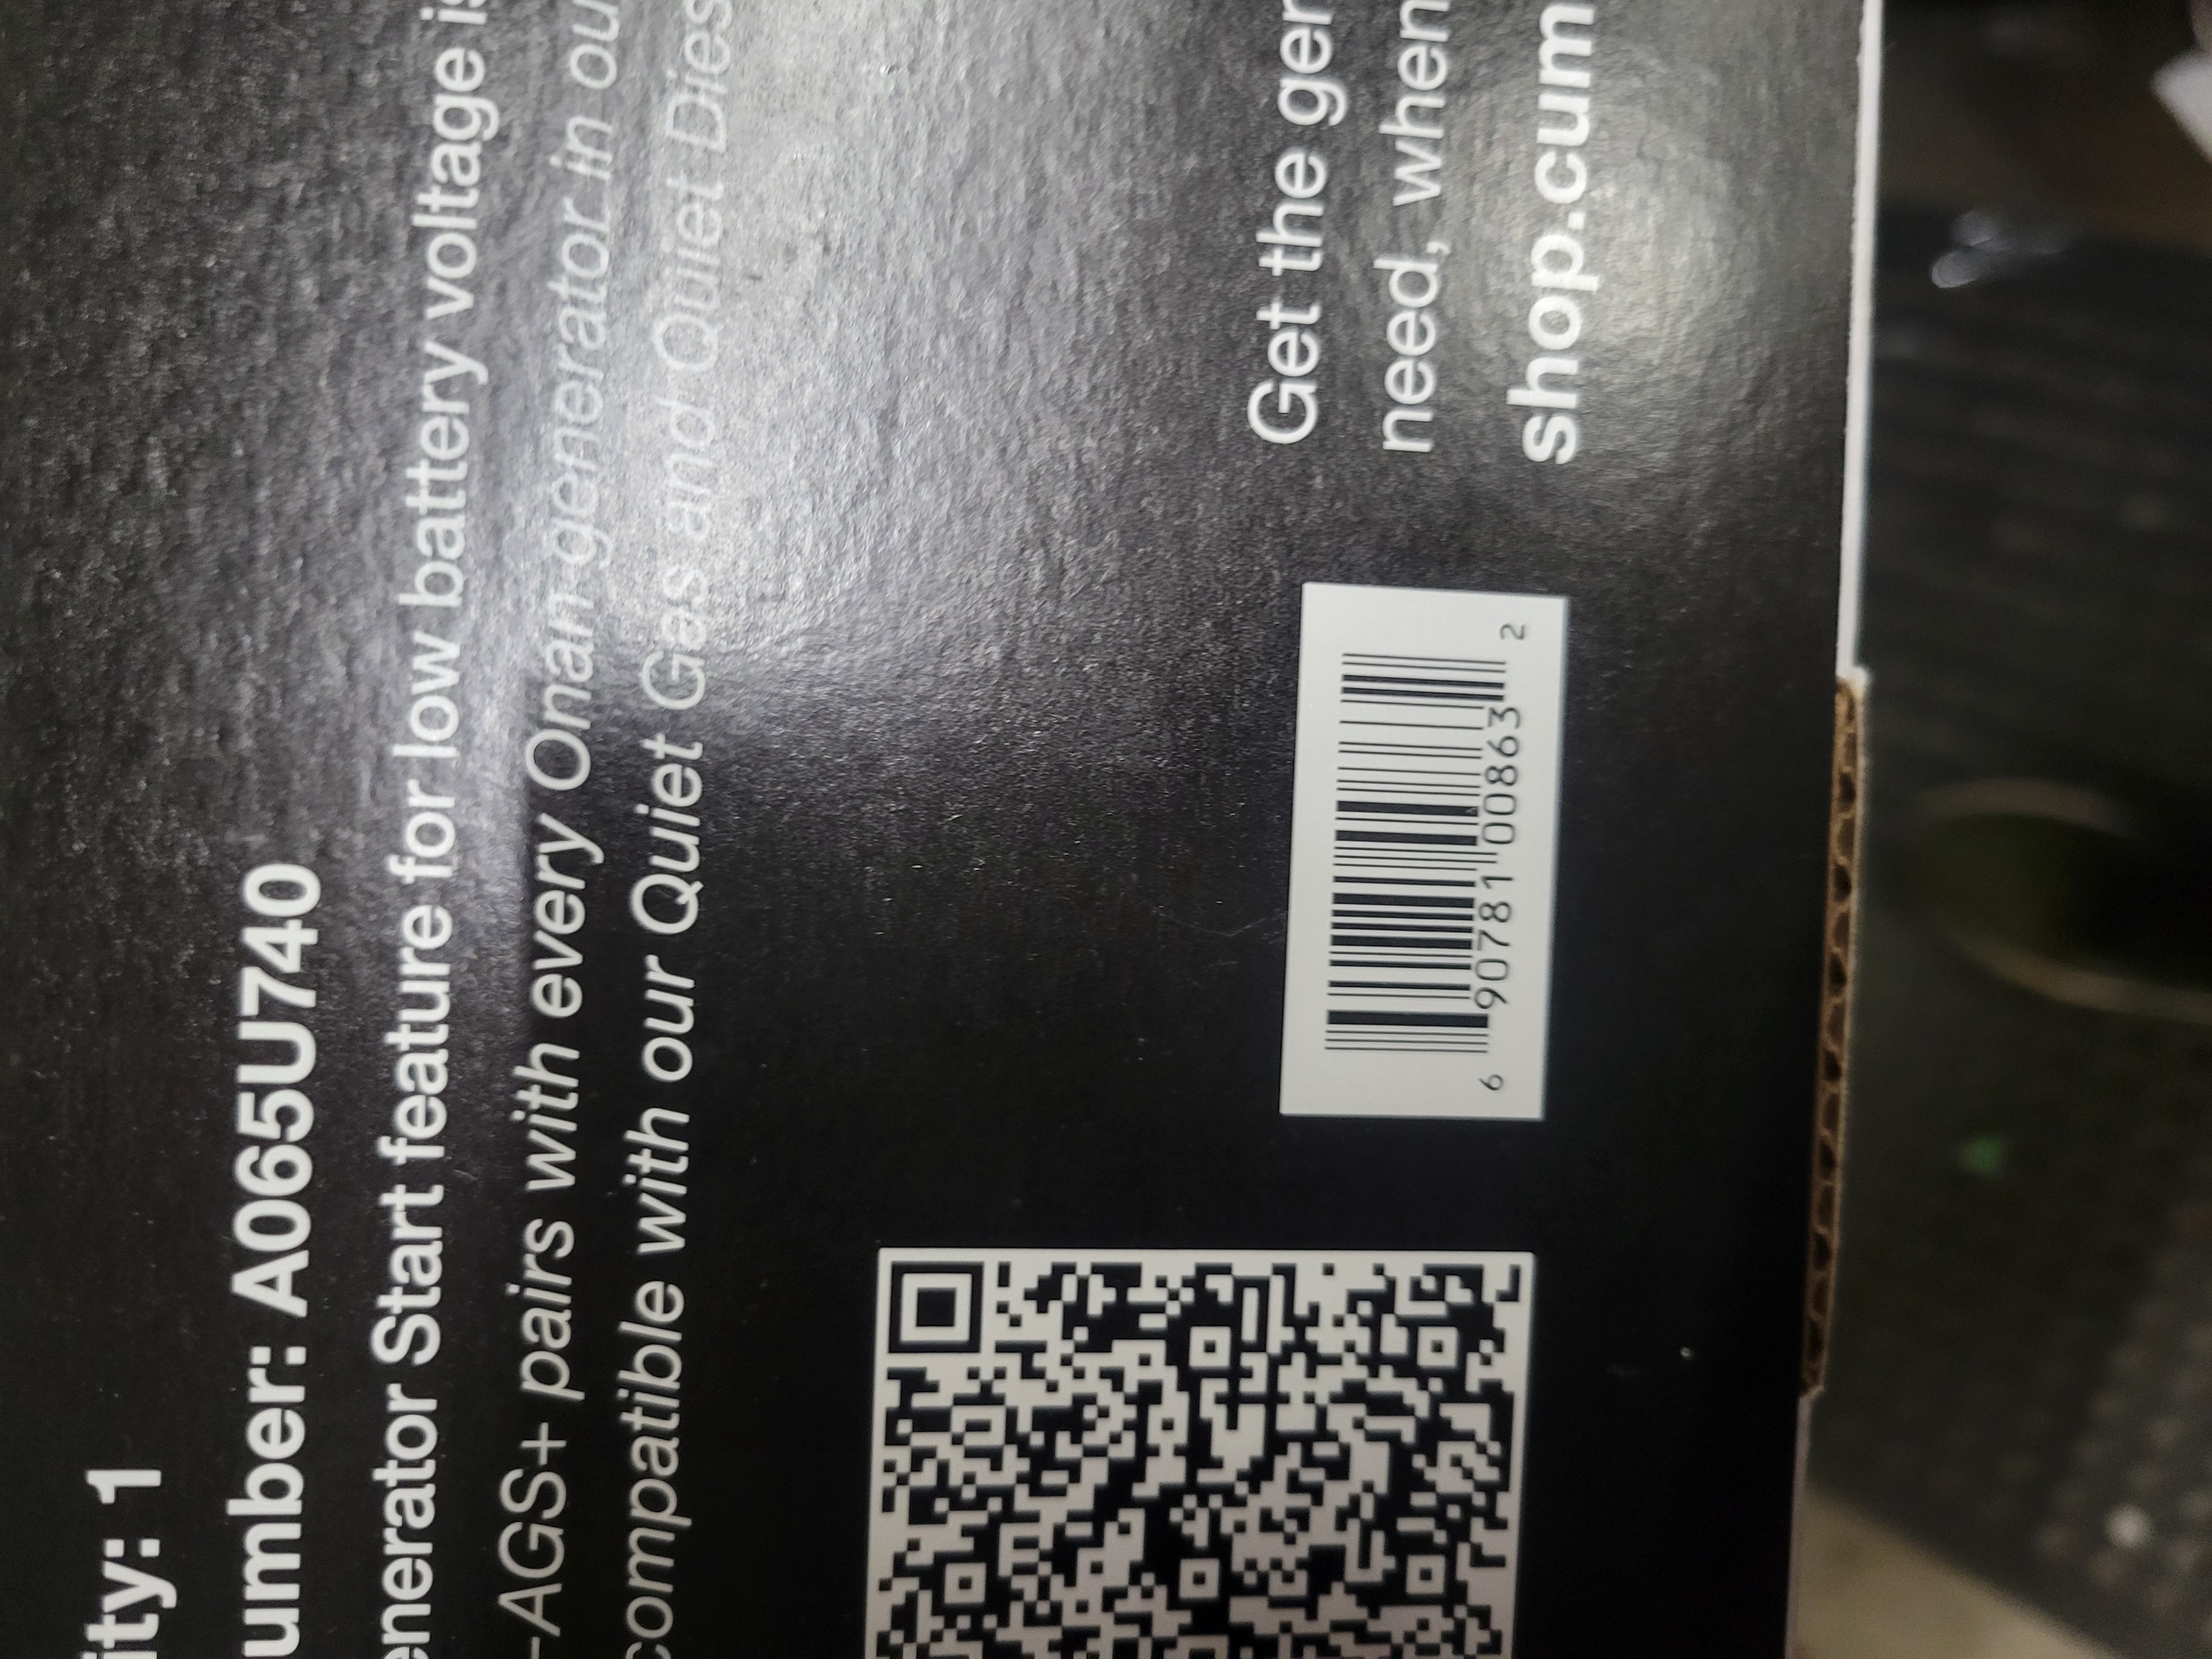 ity: 1
umber: A065U740
enerator Start feature for low battery voltage is
-AGS+ pairs with every Onan generator in ou
compatible with our Quiet Gas and Quiet Dies
Get the gen
need, when
shop.cum
6 90781 00863 2